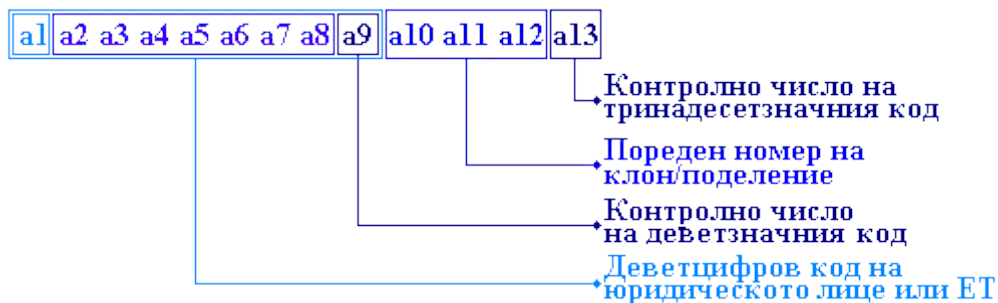 a1 a2 a3 a4 a5 a6 a7 a8 a9 a10 a11 a12 a13
Контролно число на
тринадесетзначния код
Пореден номер на
клон/поделение
Контролно число
на деветзначния код
Деветцифров код на
юридическото лице или ЕТ